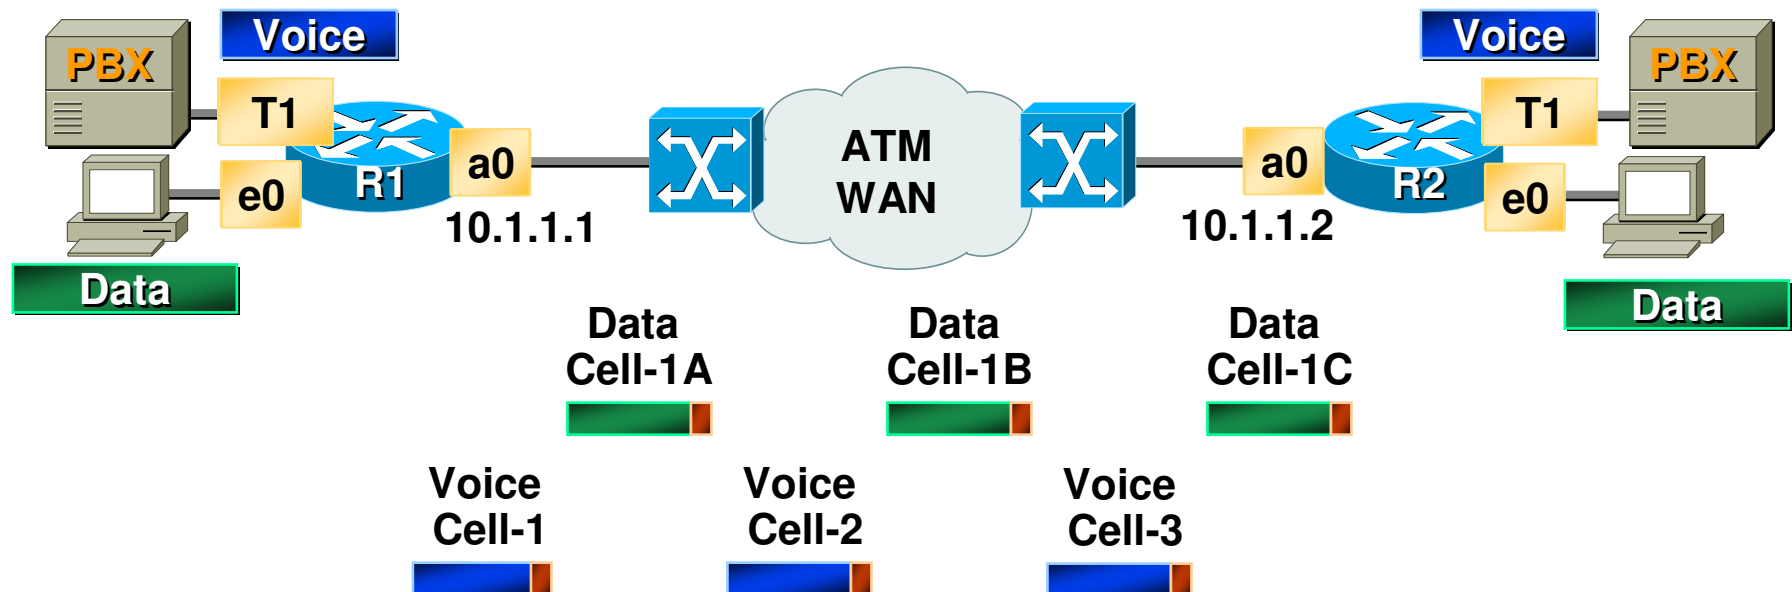 Voice
Voice
PBX
PBX
T1
T1
ATM
WAN
a0
a0
R1
R2
e0
e0
10.1.1.1
10.1.1.2
Data
Data
Data
Cell-1A
Data
Cell-1B
Data
Cell-1C
Voice
Cell-1
Voice
Cell-2
Voice
Cell-3